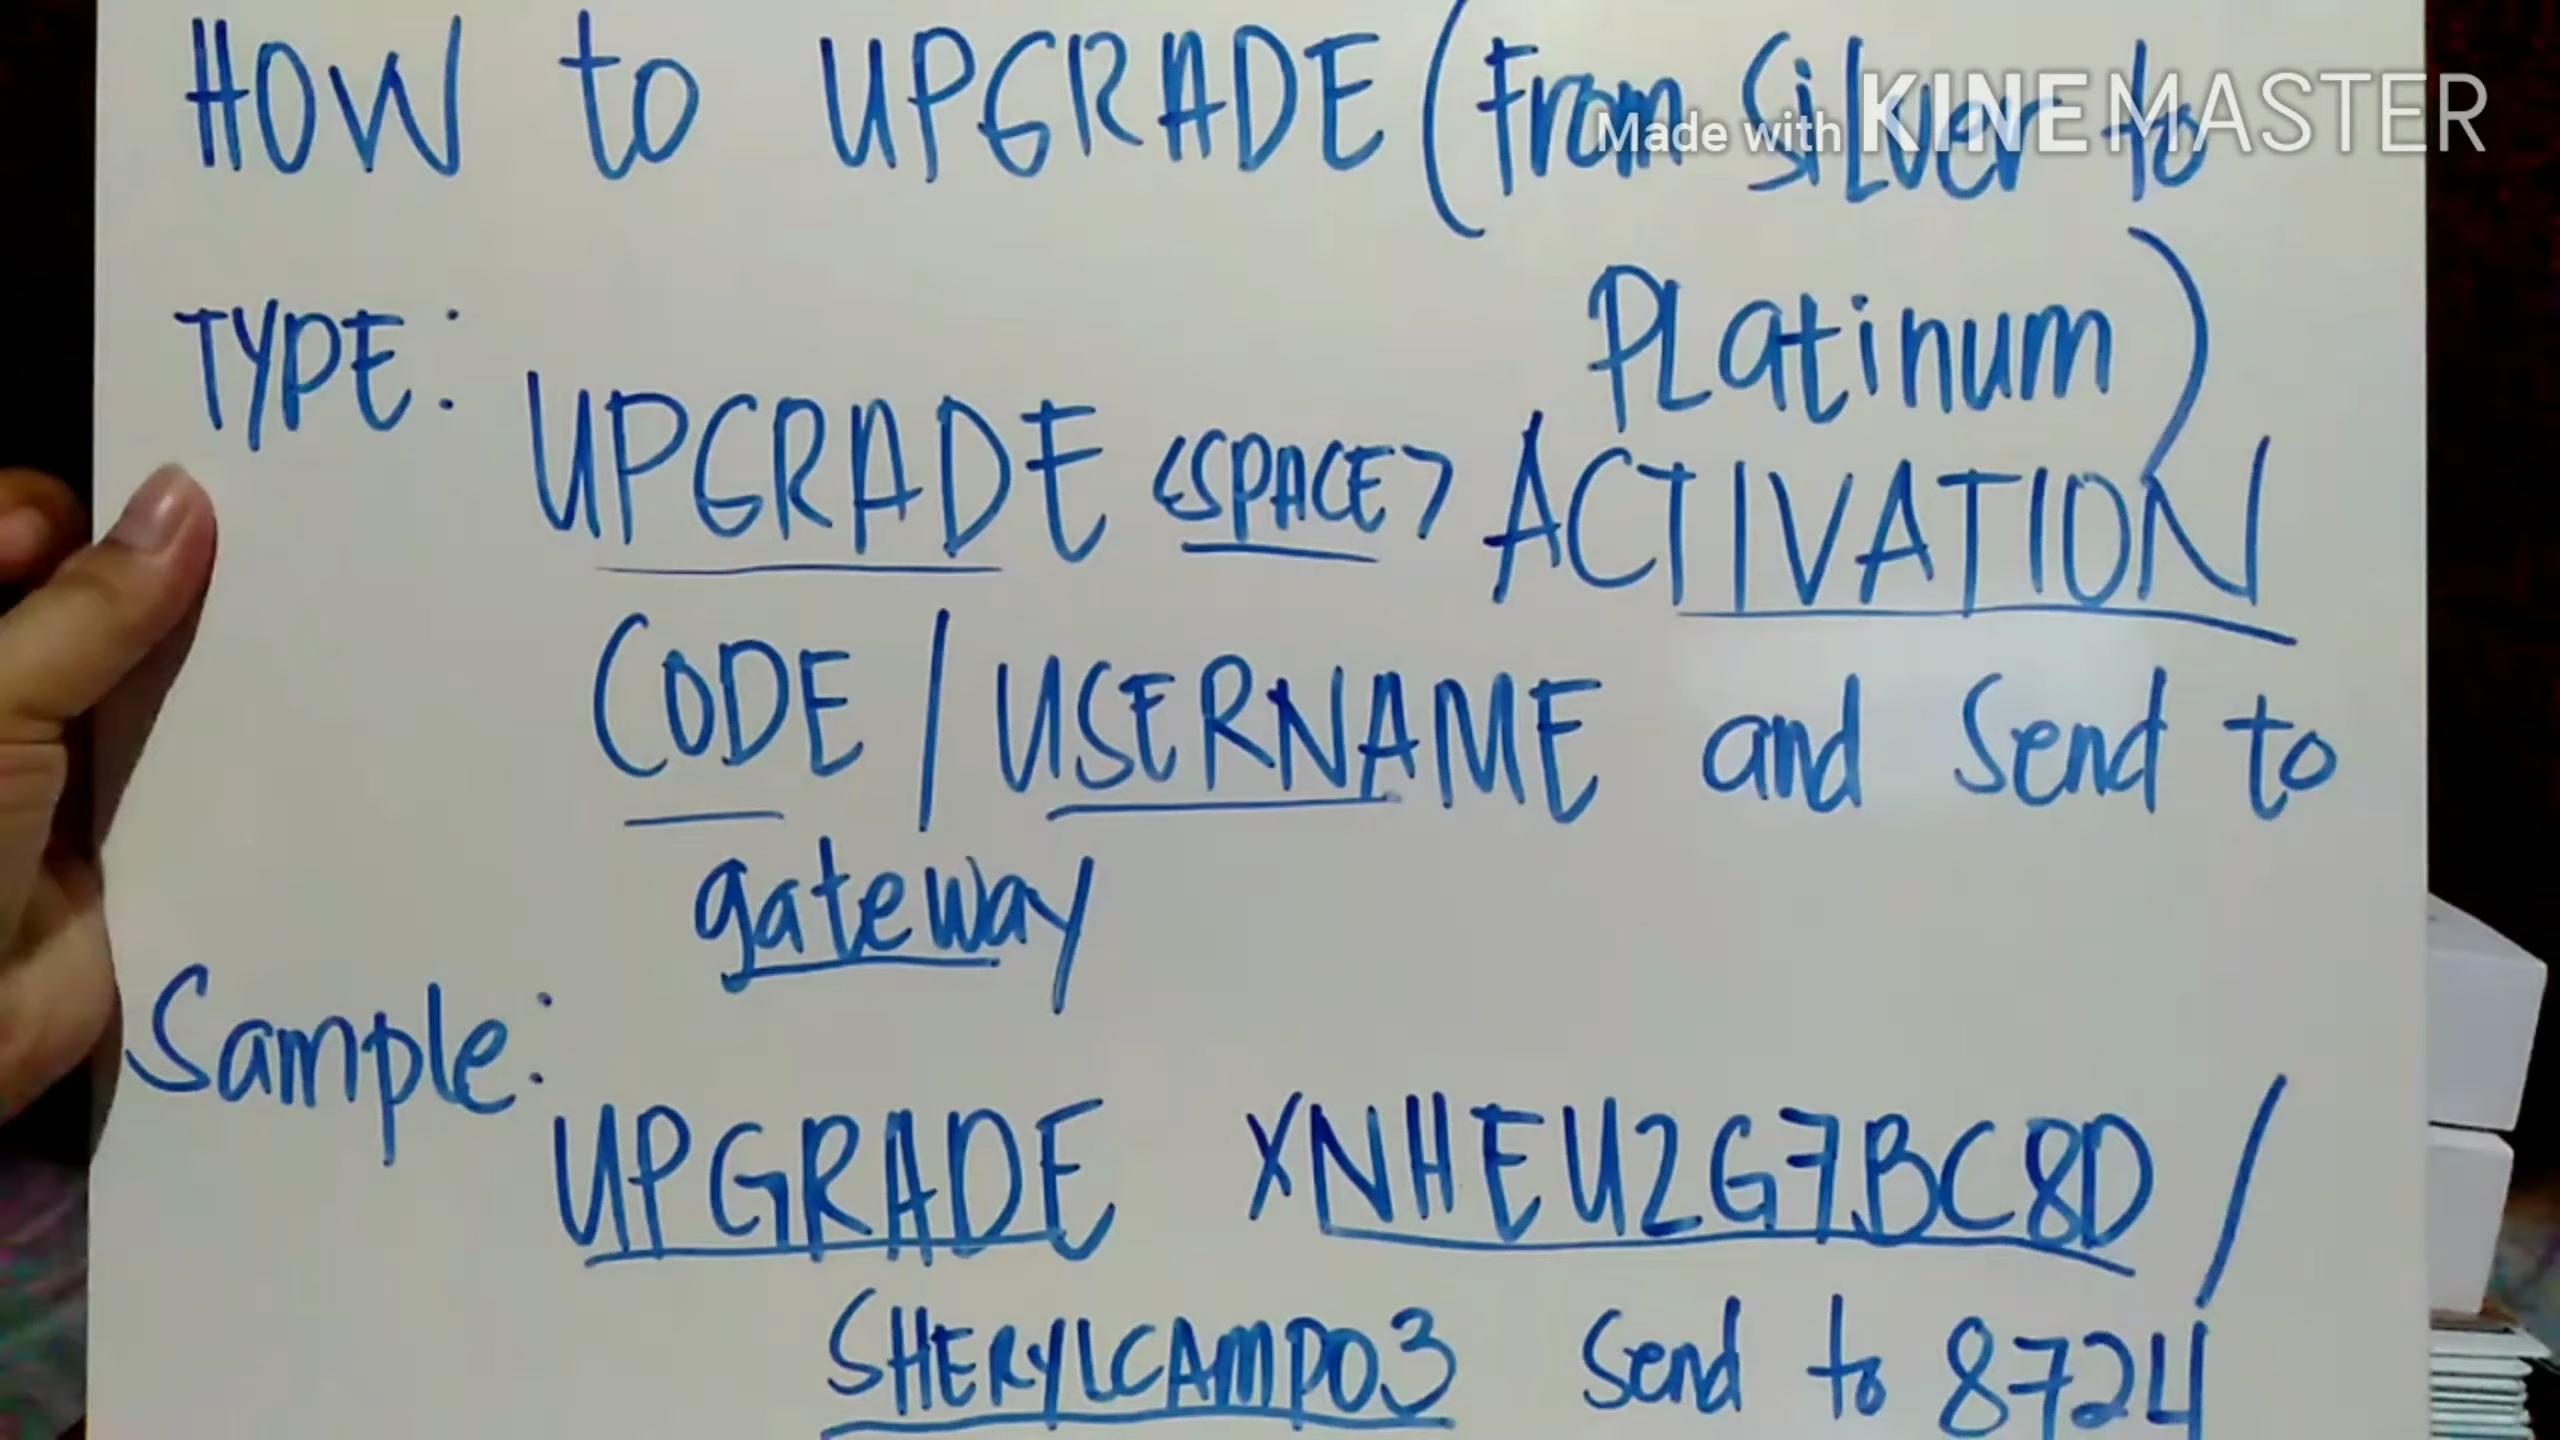 HOW to UPGRADE (From Silver to
Made with KINEMASTER
Platinum)
TYPE:
UPGRADE <SPACE> ACTIVATION
CODE / USERNAME and Send to
gateway
Sample:
UPGRADE XNHEU2G7BC8D /
SHERYLCAMPO3 Send to 8724